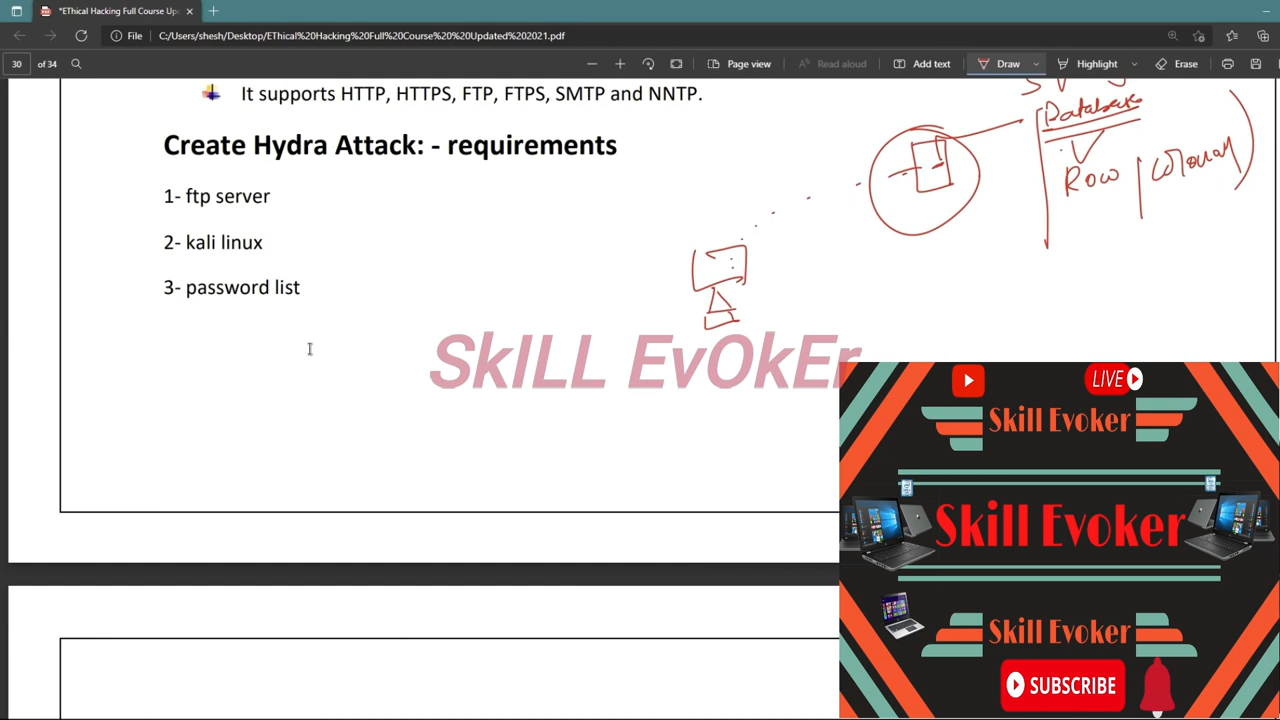 *EThical Hacking Full Course Up
File
C:/Users/shesh/Desktop/EThical%20Hacking%20Full%20Course%20%20Updated%202021.pdf
30 of 34
Page view
Read aloud
Add text
Draw
Highlight
Erase
It supports HTTP, HTTPS, FTP, FTPS, SMTP and NNTP.
Database
Create Hydra Attack: - requirements
Row
1- ftp server
2- kali linux
3- password list
SkILL EvOkEr
LIVE
Skill Evoker
Skill Evoker
Skill Evoker
SUBSCRIBE